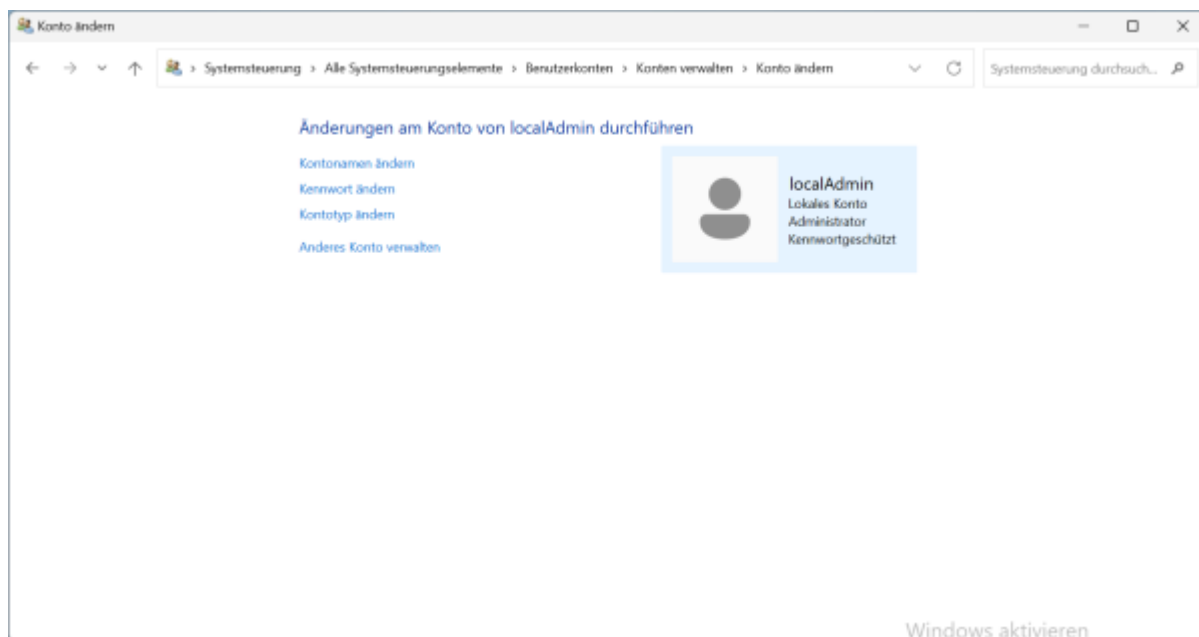 Konto ändern
Systemsteuerung > Alle Systemsteuerungselemente > Benutzerkonten > Konten verwalten > Konto ändern
Systemsteuerung durchsuch...
Änderungen am Konto von localAdmin durchführen
Kontonamen ändern
Kennwort ändern
Kontotyp ändern
Anderes Konto verwalten
localAdmin
Lokales Konto
Administrator
Kennwortgeschützt
Windows aktivieren